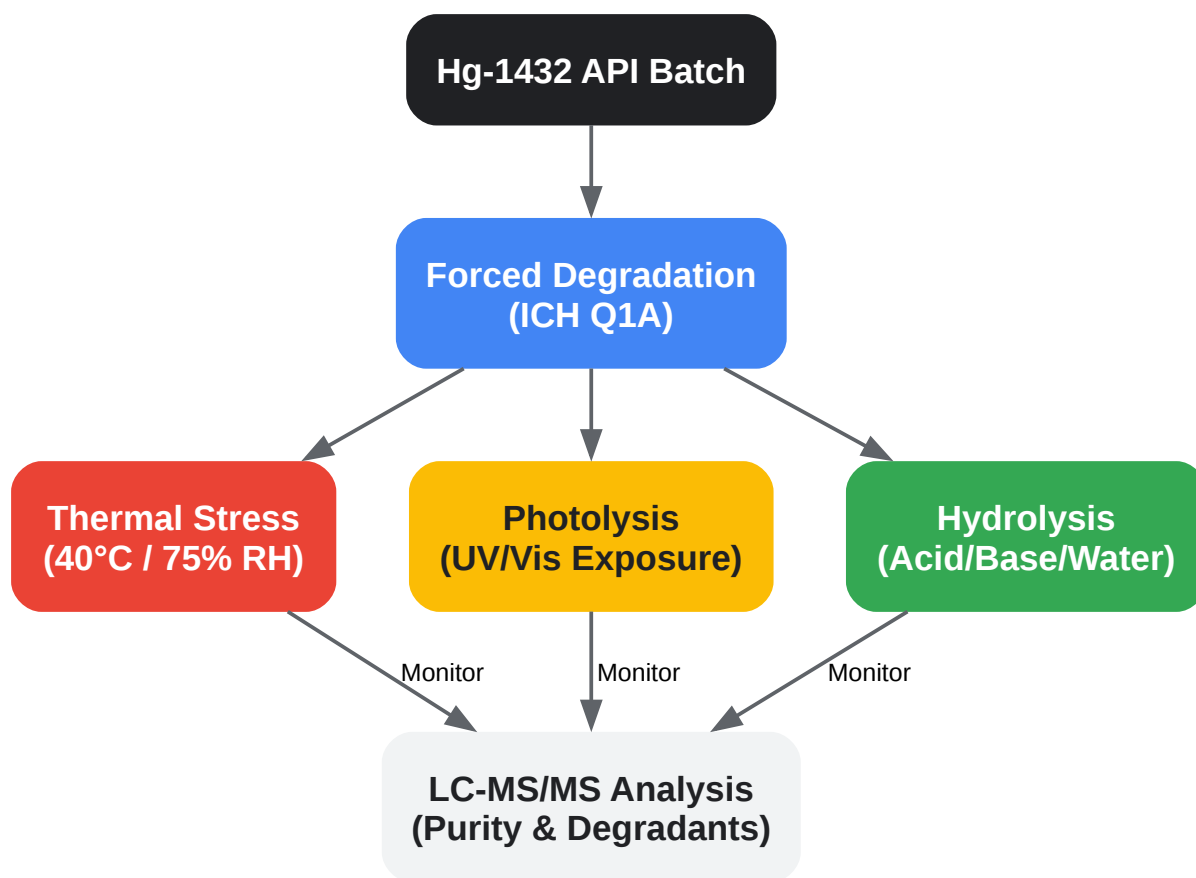 Hg-1432 API Batch
Forced Degradation
(ICH Q1A)
Thermal Stress
(40°C / 75% RH)
Photolysis
(UV/Vis Exposure)
Hydrolysis
(Acid/Base/Water)
Monitor
Monitor
Monitor
LC-MS/MS Analysis
(Purity & Degradants)